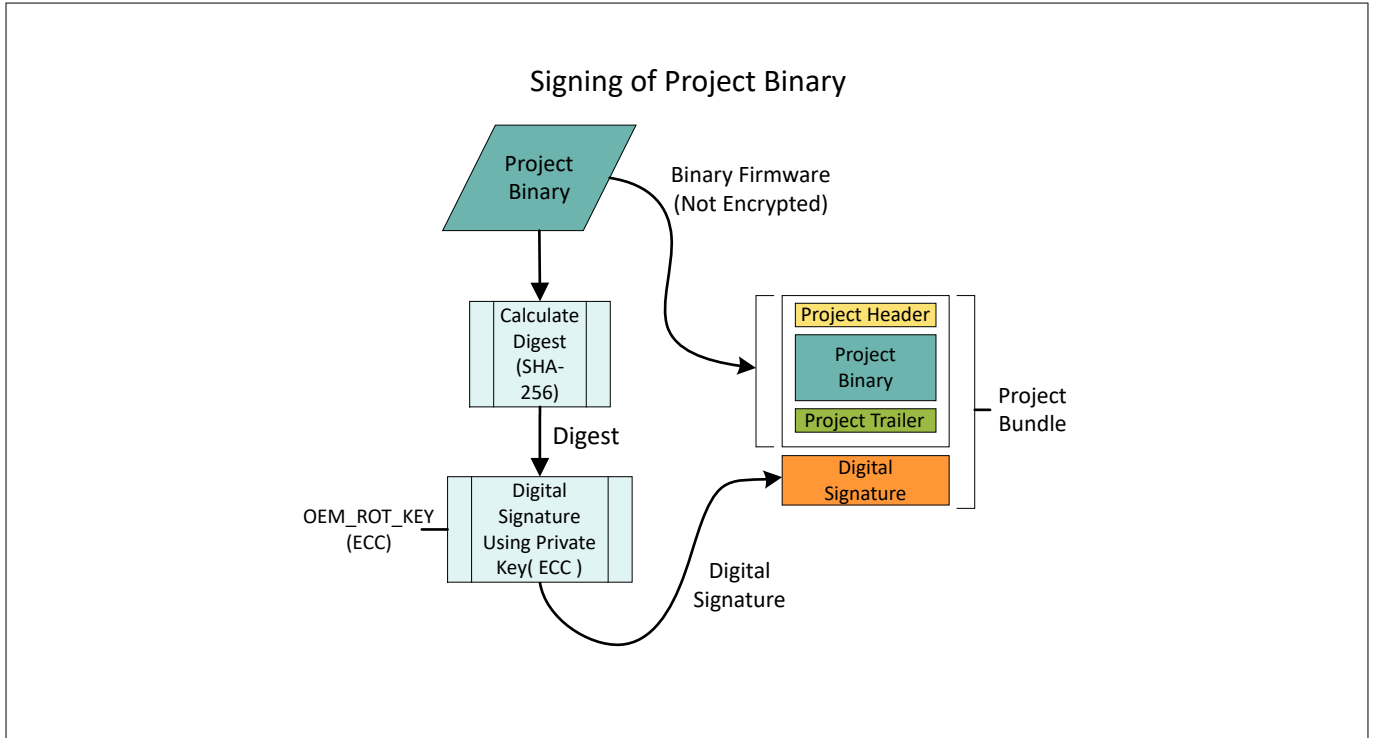 Signing of Project Binary
Project
Binary
Binary Firmware
(Not Encrypted)
Calculate
Digest
(SHA-
256)
Project Header
Project
Binary
Project Trailer
Project
Bundle
Digest
Digital
Signature
Digital
Signature
Using Private
Key( ECC )
OEM_ROT_KEY
(ECC)
Digital
Signature